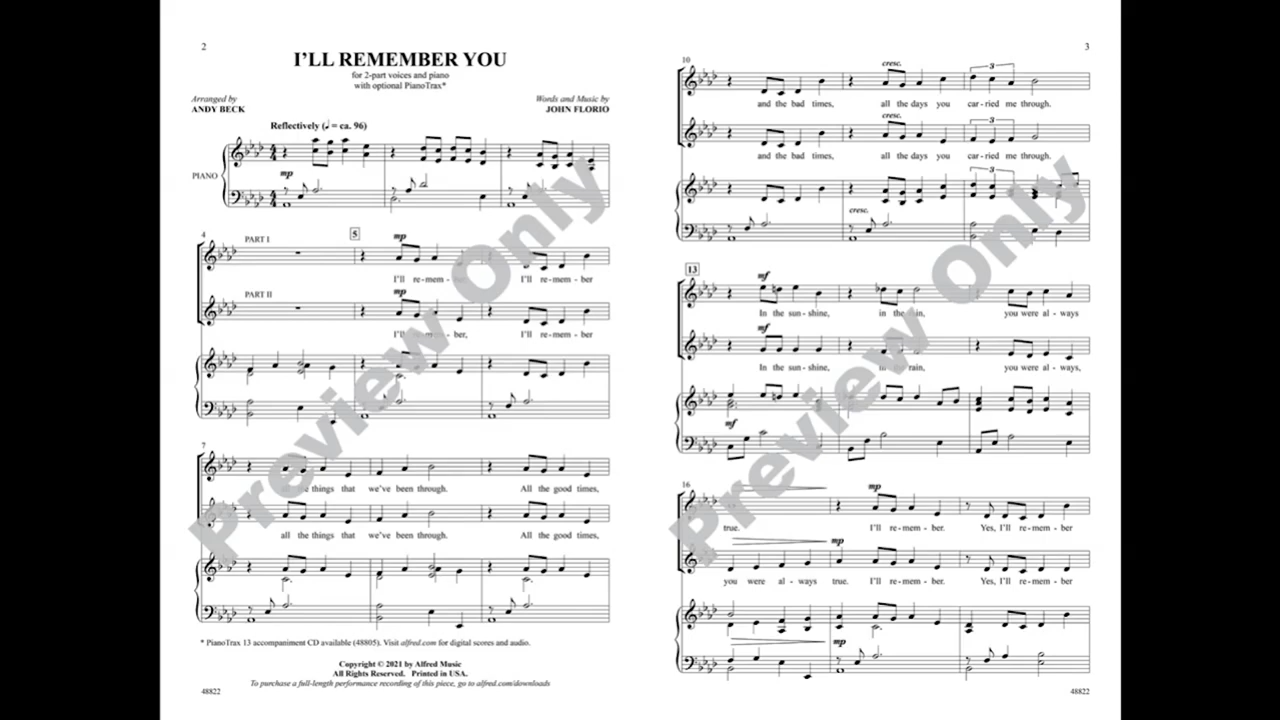 2
I'LL REMEMBER YOU
for 2-part voices and piano
with optional PianoTrax*
Arranged by
ANDY BECK
Words and Music by
JOHN FLORIO
Reflectively (♩ = ca. 96)
PIANO
mp
4
PART I
5
mp
I'll re-mem - I'll re-mem-ber
PART II
mp
I'll re-mem - ber, I'll re-mem-ber
7
all the things that we've been through. All the good times,
all the things that we've been through. All the good times,
* PianoTrax 13 accompaniment CD available (48805). Visit alfred.com for digital scores and audio.
Copyright © 2021 by Alfred Music
All Rights Reserved. Printed in USA.
To purchase a full-length performance recording of this piece, go to alfred.com/downloads
48822
Preview Only
3
10
cresc.
and the bad times, all the days you car-ried me through.
cresc.
and the bad times, all the days you car-ried me through.
cresc.
13
mf
In the sun-shine, in the rain, you were al-ways
mf
In the sun-shine, in the rain, you were al-ways,
mf
16
mp
true. I'll re-mem-ber. Yes, I'll re-mem-ber
mp
you were al-ways true. I'll re-mem-ber. Yes, I'll re-mem-ber
mp
48822
Preview Only